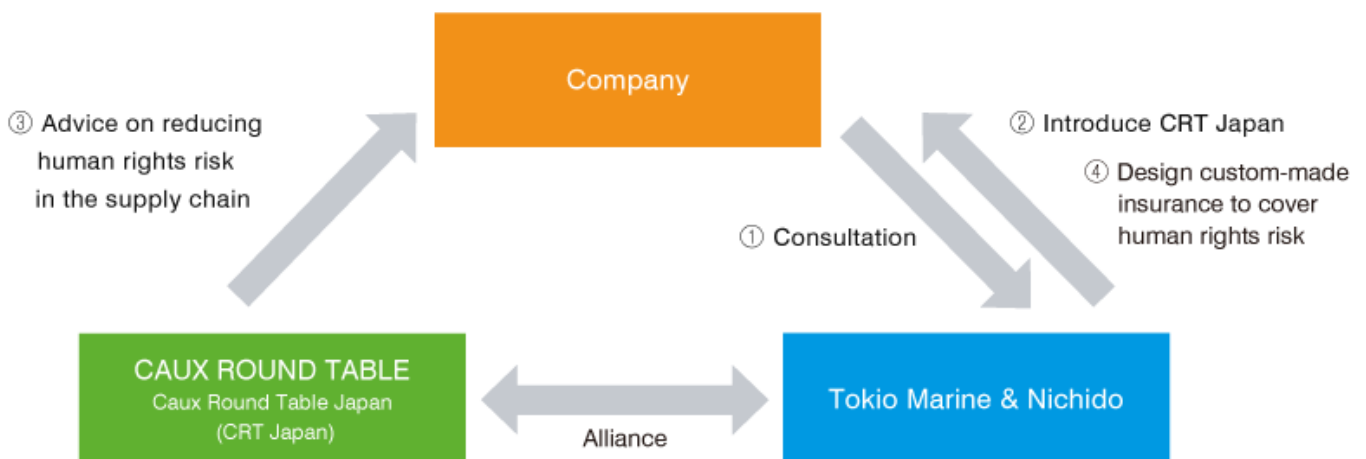 Company
③ Advice on reducing
human rights risk
in the supply chain
② Introduce CRT Japan
④ Design custom-made
insurance to cover
human rights risk
① Consultation
CAUX ROUND TABLE
Caux Round Table Japan
(CRT Japan)
Alliance
Tokio Marine & Nichido